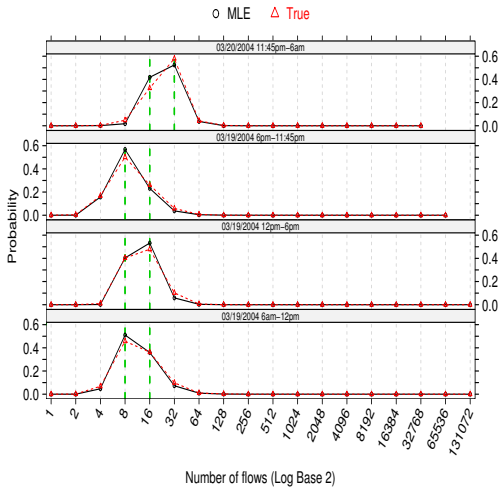 MLE True
03/20/2004 11:45pm−6am
0.6
0.4
0.2
0.0
03/19/2004 6pm−11:45pm
0.6
0.4
0.2
0.0
03/19/2004 12pm−6pm
0.6
0.4
0.2
0.0
03/19/2004 6am−12pm
0.6
0.4
0.2
0.0
Probability
1 2 4 8 16 32 64 128 256 512 1024 2048 4096 8192 16384 32768 65536 131072
Number of flows (Log Base 2)